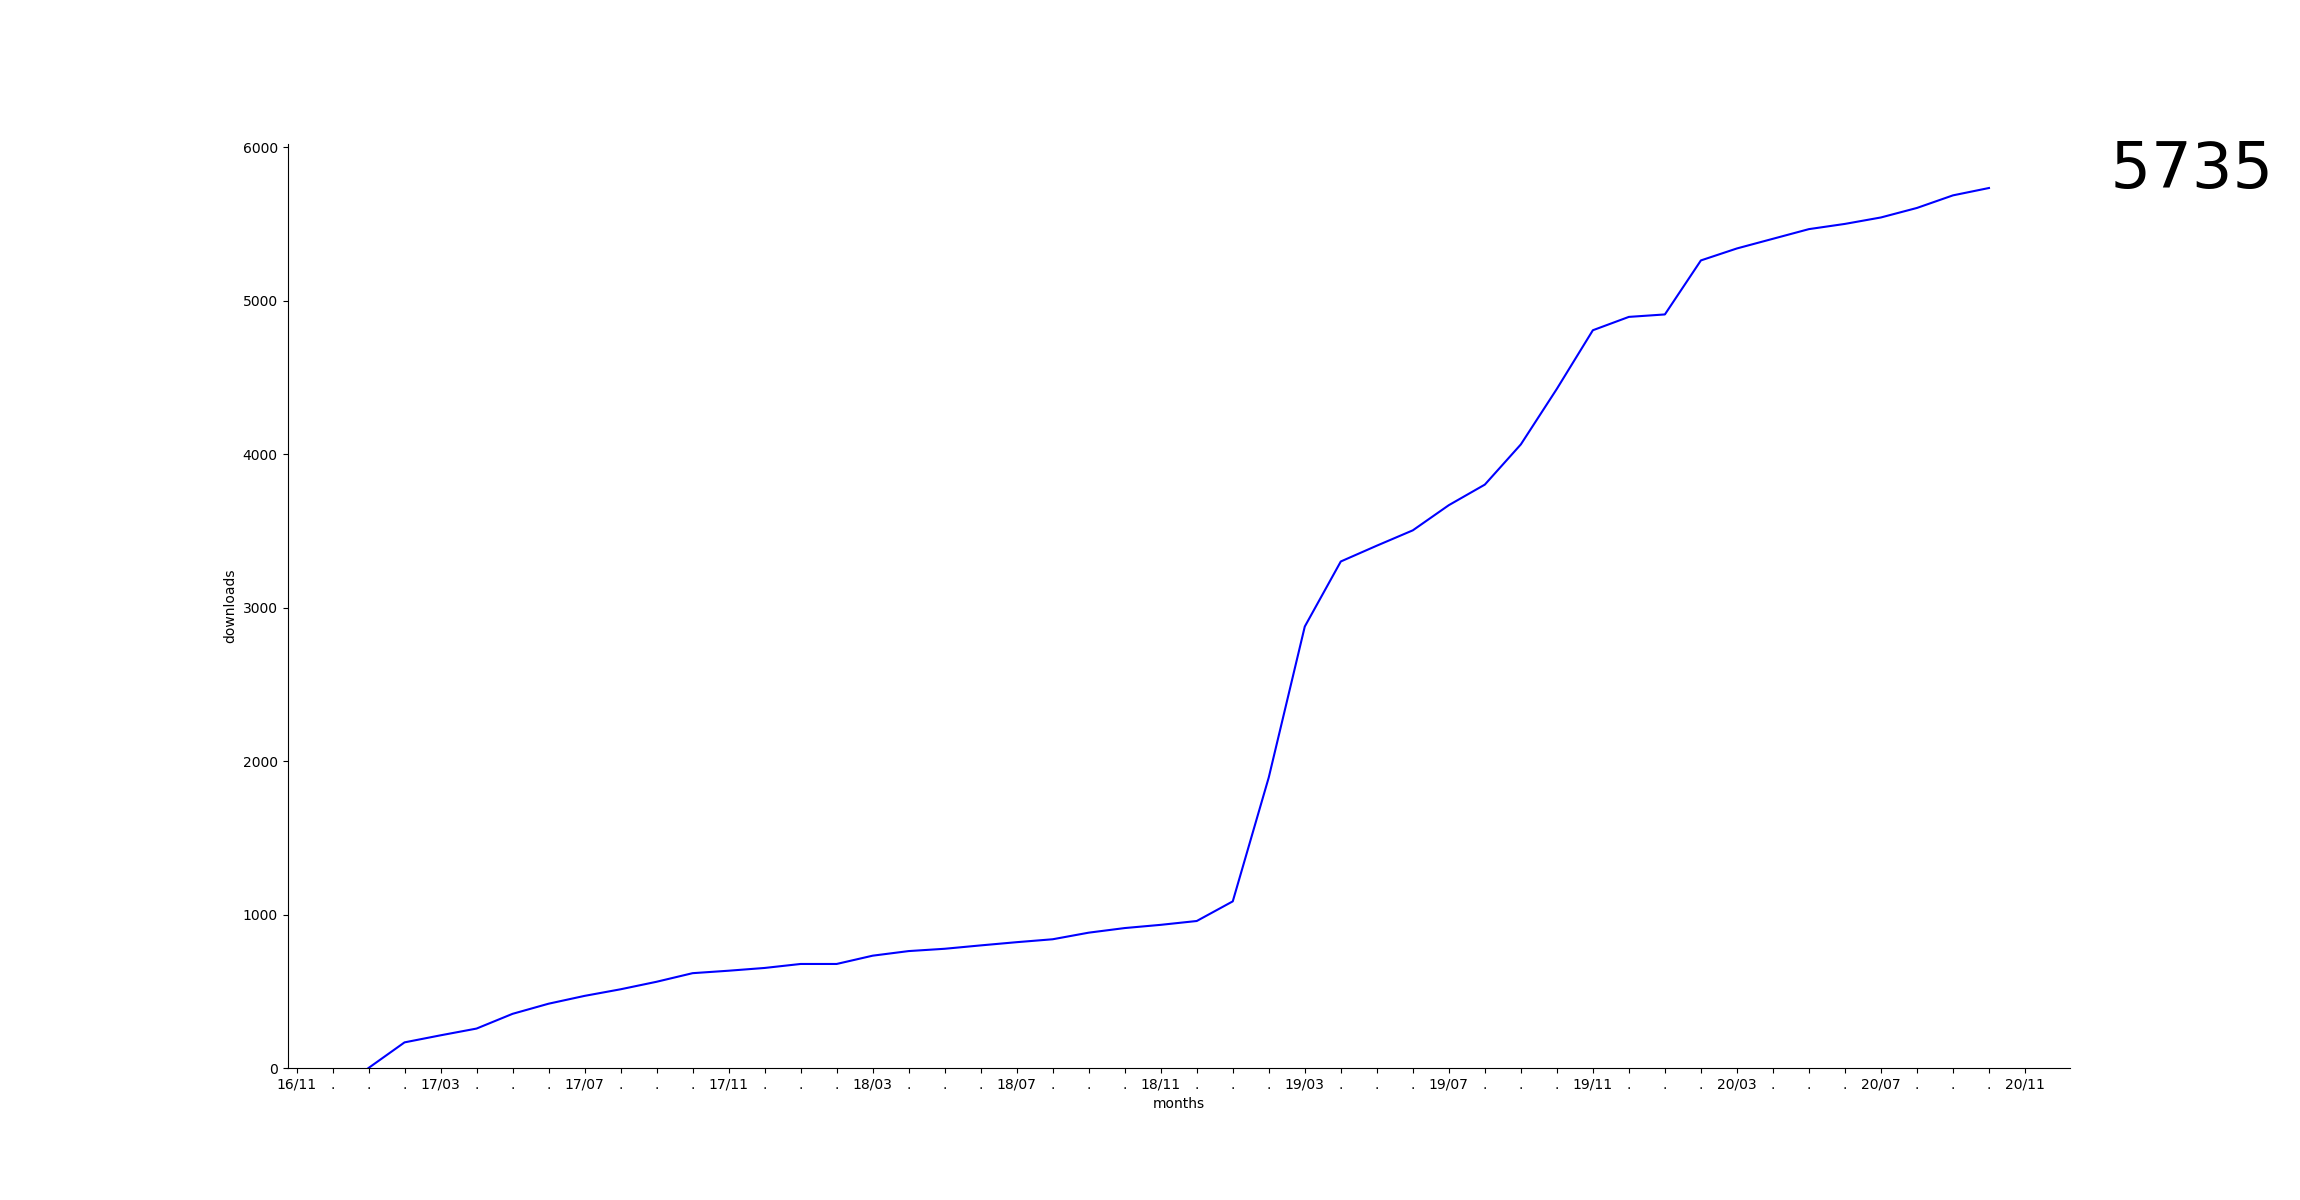 5735
6000
5000
4000
3000
2000
1000
0
downloads
16/11 . . . 17/03 . . . 17/07 . . . 17/11 . . . 18/03 . . . 18/07 . . . 18/11 . . . 19/03 . . . 19/07 . . . 19/11 . . . 20/03 . . . 20/07 . . . 20/11
months